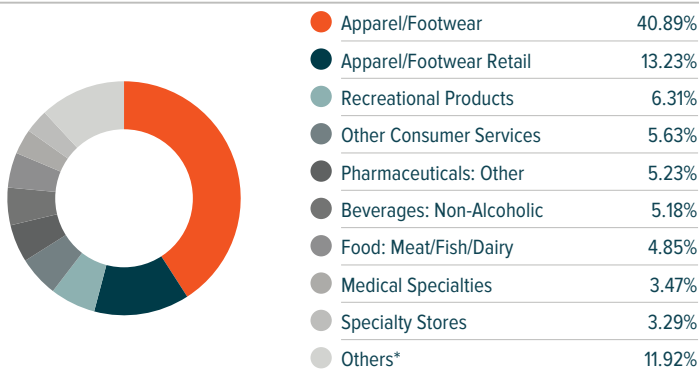 Apparel/Footwear 40.89%
Apparel/Footwear Retail 13.23%
Recreational Products 6.31%
Other Consumer Services 5.63%
Pharmaceuticals: Other 5.23%
Beverages: Non-Alcoholic 5.18%
Food: Meat/Fish/Dairy 4.85%
Medical Specialties 3.47%
Specialty Stores 3.29%
Others* 11.92%